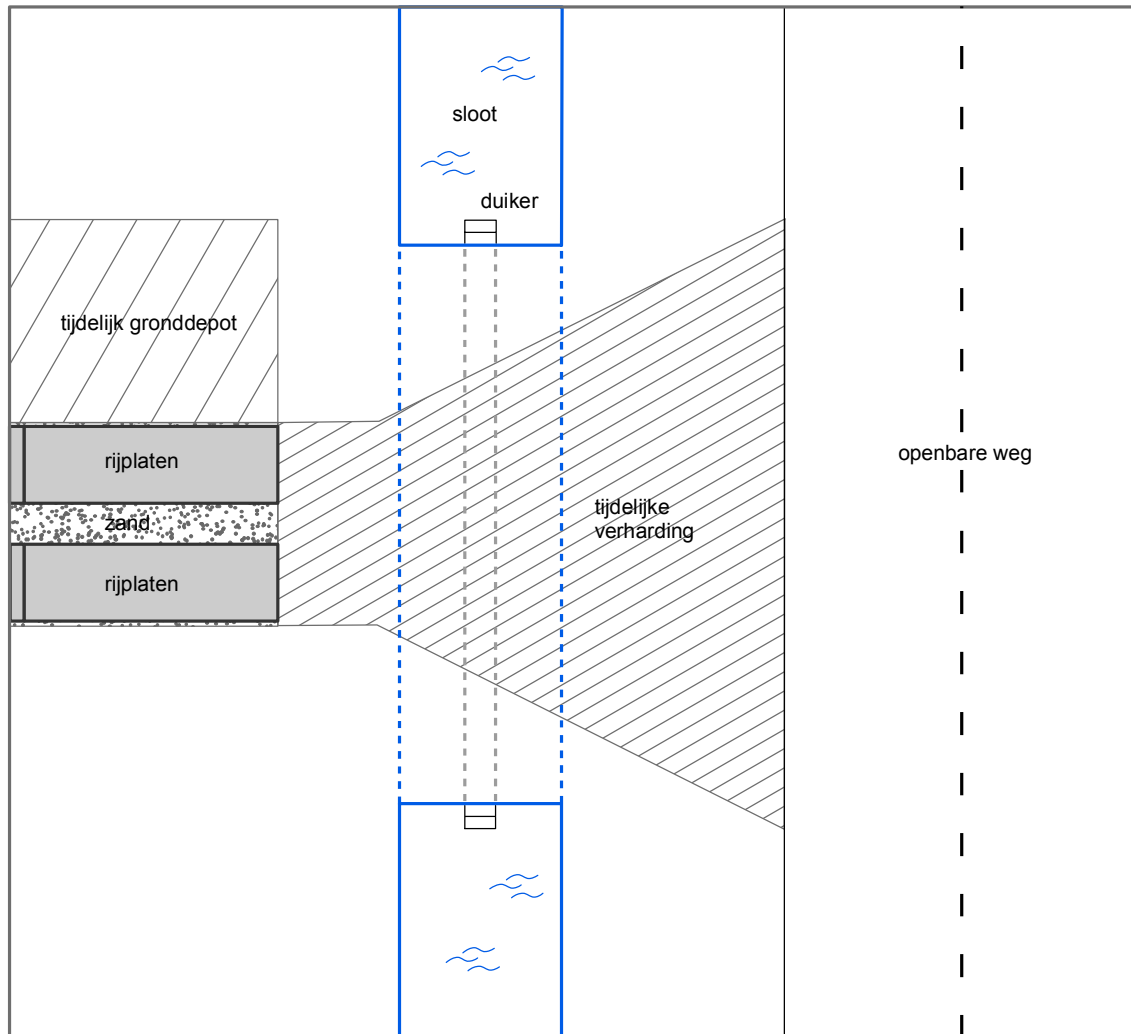 sloot
duiker
tijdelijk gronddepot
rijplaten
zand
rijplaten
tijdelijke
verharding
openbare weg